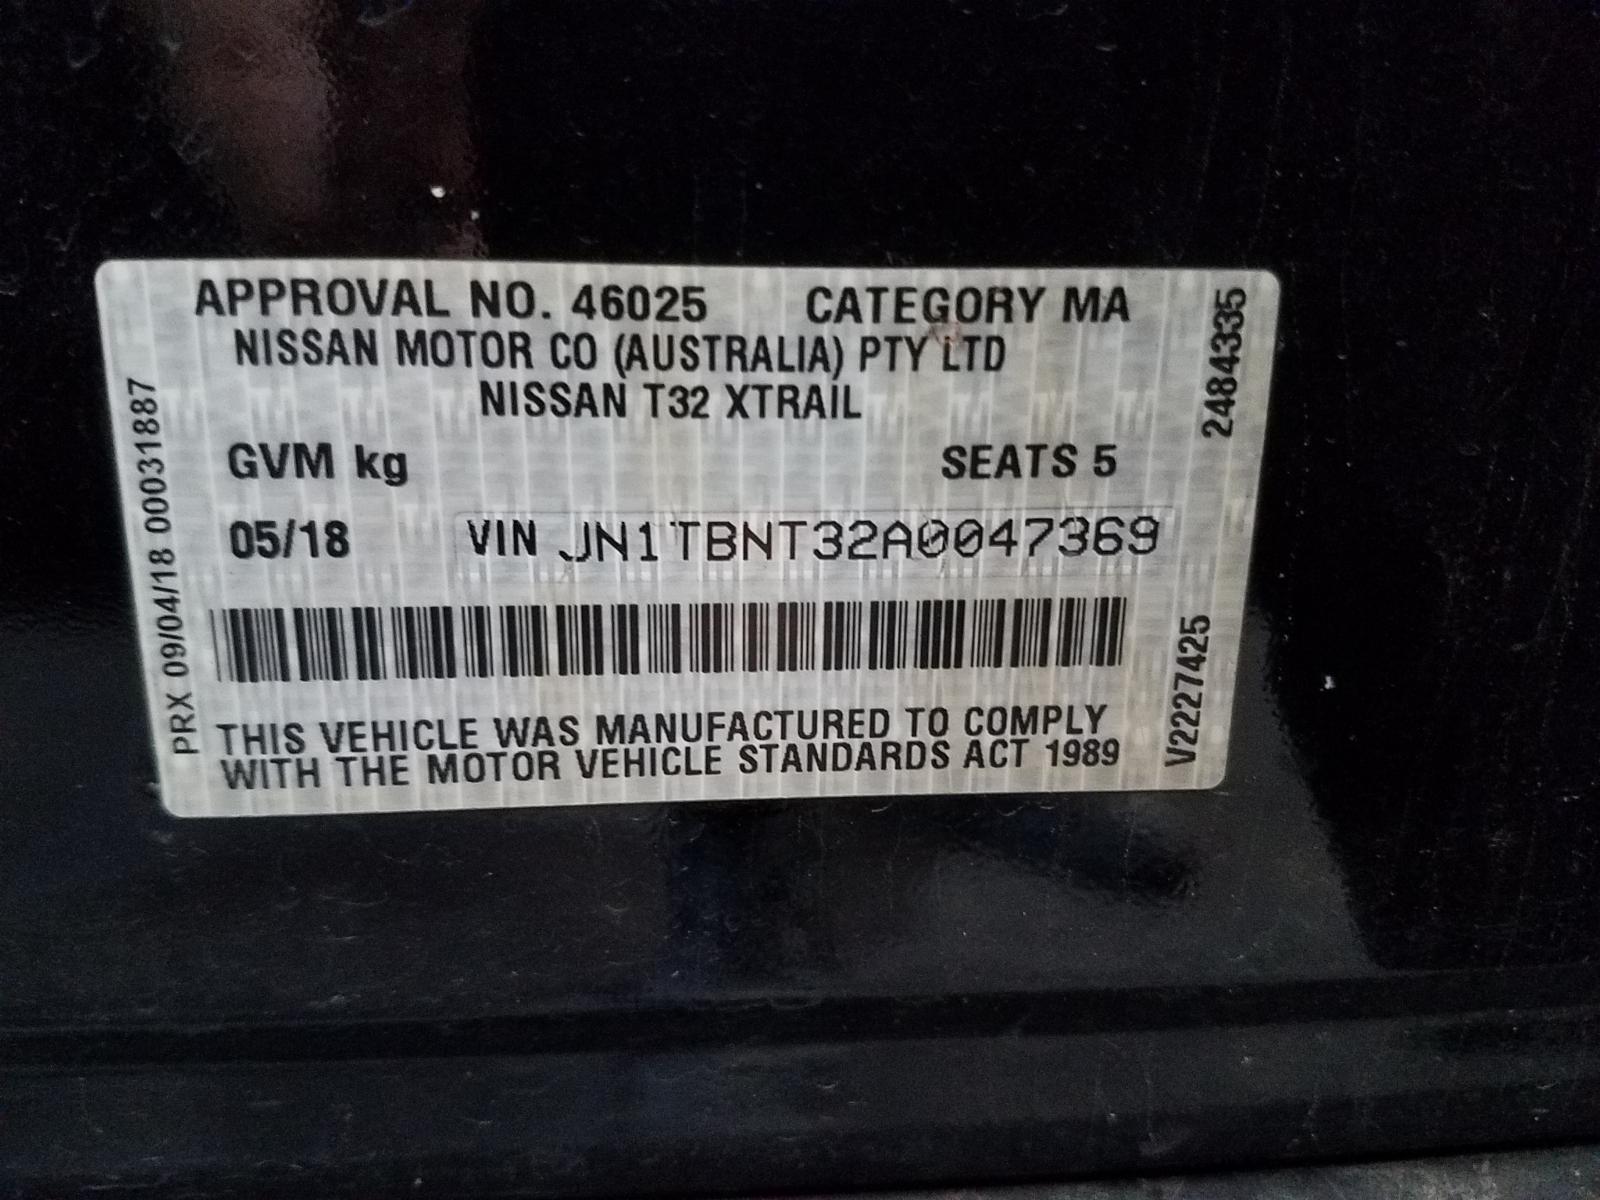 APPROVAL NO. 46025 CATEGORY MA
NISSAN MOTOR CO (AUSTRALIA) PTY LTD
NISSAN T32 XTRAIL
GVM kg SEATS 5
05/18 VIN JN1TBNT32A0047369
THIS VEHICLE WAS MANUFACTURED TO COMPLY
WITH THE MOTOR VEHICLE STANDARDS ACT 1989
PRX 09/04/18 000031887
2484335
V2227425